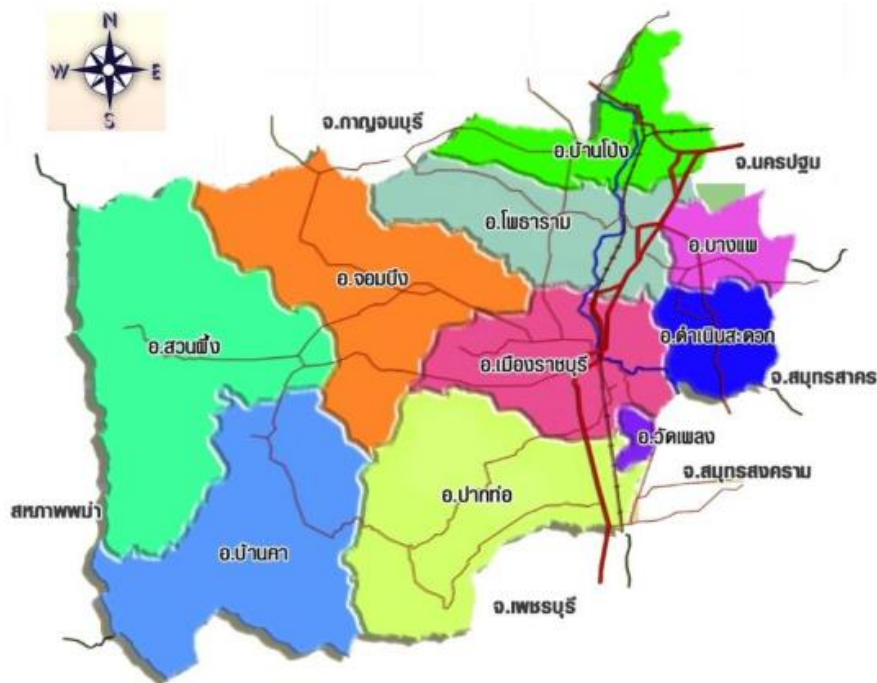 N
W E
S
จ.กาญจนบุรี
อ.บ้านโป่ง
จ.นครปฐม
อ.โพธาราม
อ.บางแพ
อ.จอมบึง
อ.สวนผึ้ง
อ.เมืองราชบุรี
อ.ดำเนินสะดวก
จ.สมุทรสาคร
อ.วัดเพลง
จ.สมุทรสงคราม
อ.ปากท่อ
สหภาพพม่า
อ.บ้านคา
จ.เพชรบุรี